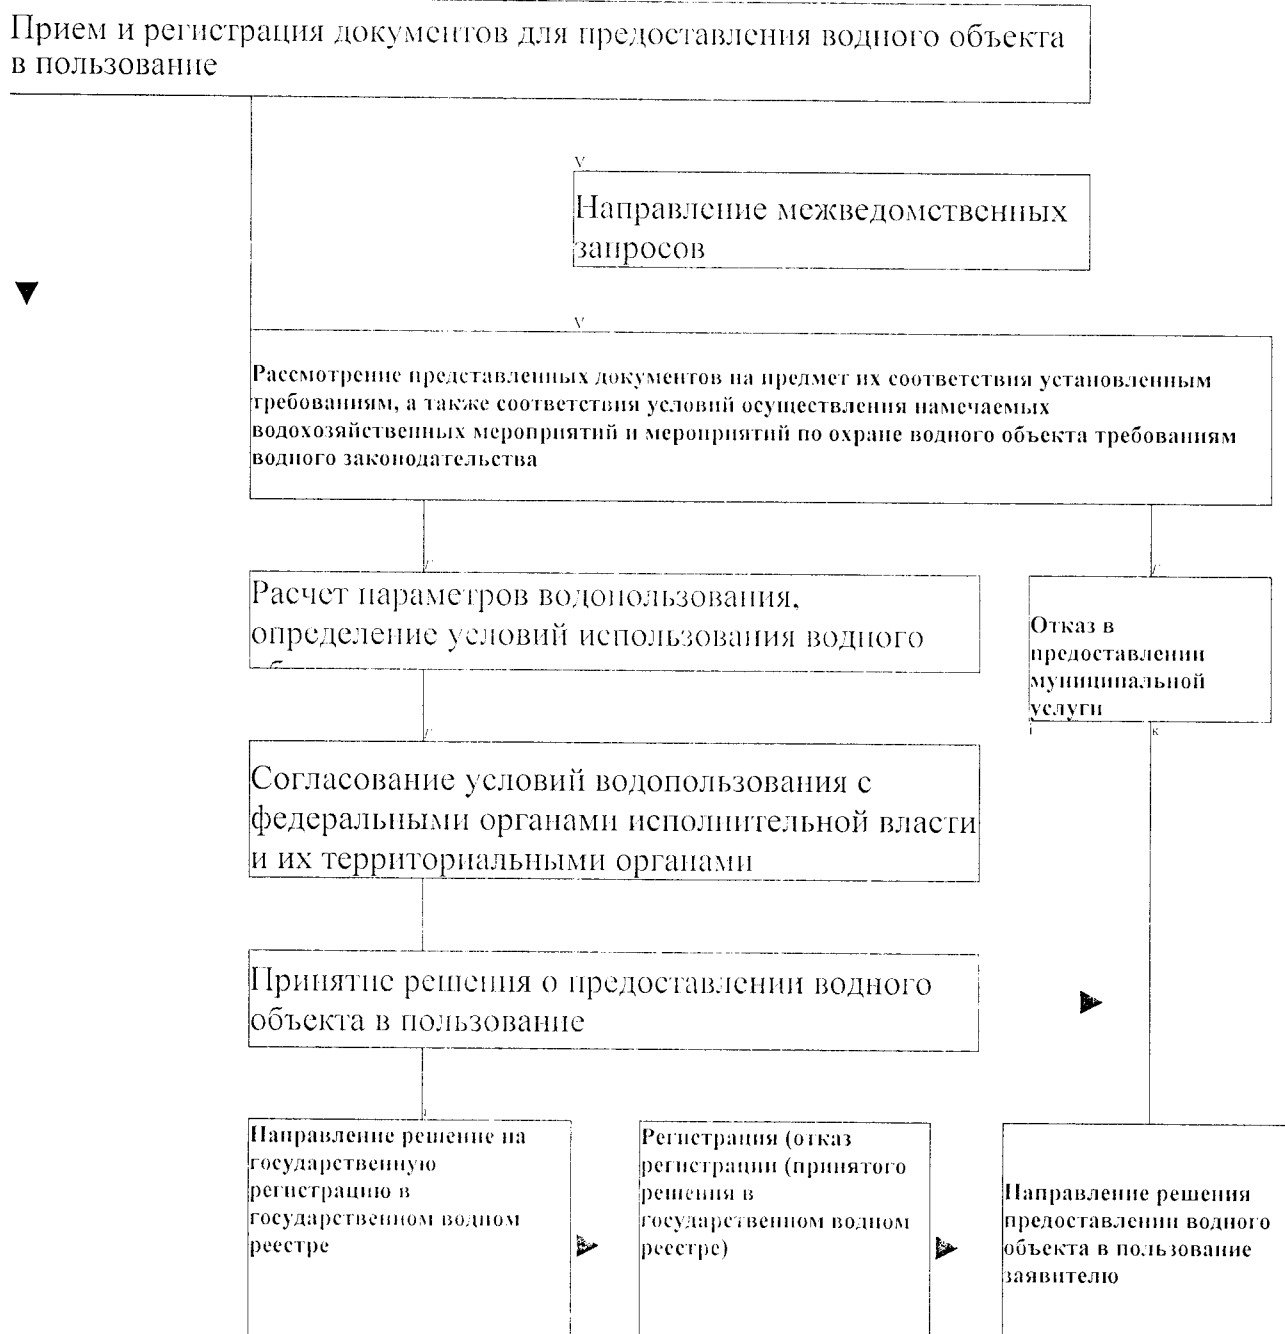 Прием и регистрация документов для предоставления водного объекта
в пользование
Направление межведомственных
запросов
Рассмотрение представленных документов на предмет их соответствия установленным
требованиям, а также соответствия условий осуществления намечаемых
водохозяйственных мероприятий и мероприятий по охране водного объекта требованиям
водного законодательства
Расчет параметров водопользования,
определение условий использования водного
Отказ в
предоставлении
муниципальной
услуги
Согласование условий водопользования с
федеральными органами исполнительной власти
и их территориальными органами
Принятие решения о предоставлении водного
объекта в пользование
Направление решение на
государственную
регистрацию в
государственном водном
реестре
Регистрация (отказ
регистрации (принятого
решения в
государственном водном
реестре)
Направление решения
предоставлении водного
объекта в пользование
заявителю